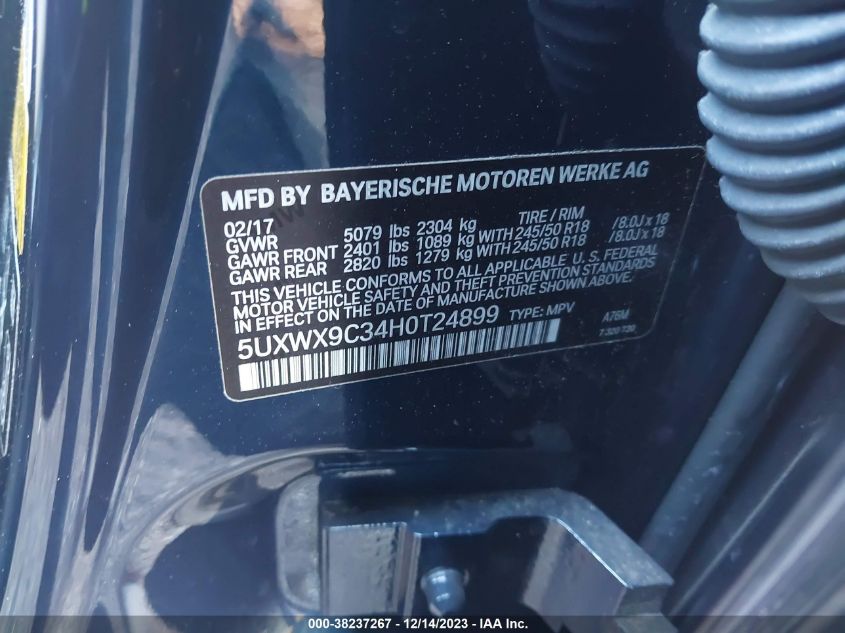 MFD BY BAYERISCHE MOTOREN WERKE AG
02/17 TIRE / RIM
GVWR 5079 lbs 2304 kg
GAWR FRONT 2401 lbs 1089 kg WITH 245/50 R18 /8.0J x 18
GAWR REAR 2820 lbs 1279 kg WITH 245/50 R18 /8.0J x 18
THIS VEHICLE CONFORMS TO ALL APPLICABLE U. S. FEDERAL
MOTOR VEHICLE SAFETY AND THEFT PREVENTION STANDARDS
IN EFFECT ON THE DATE OF MANUFACTURE SHOWN ABOVE.
5UXWX9C34H0T24899 TYPE: MPV A76M
7 320 730
000-38237267 - 12/14/2023 - IAA Inc.